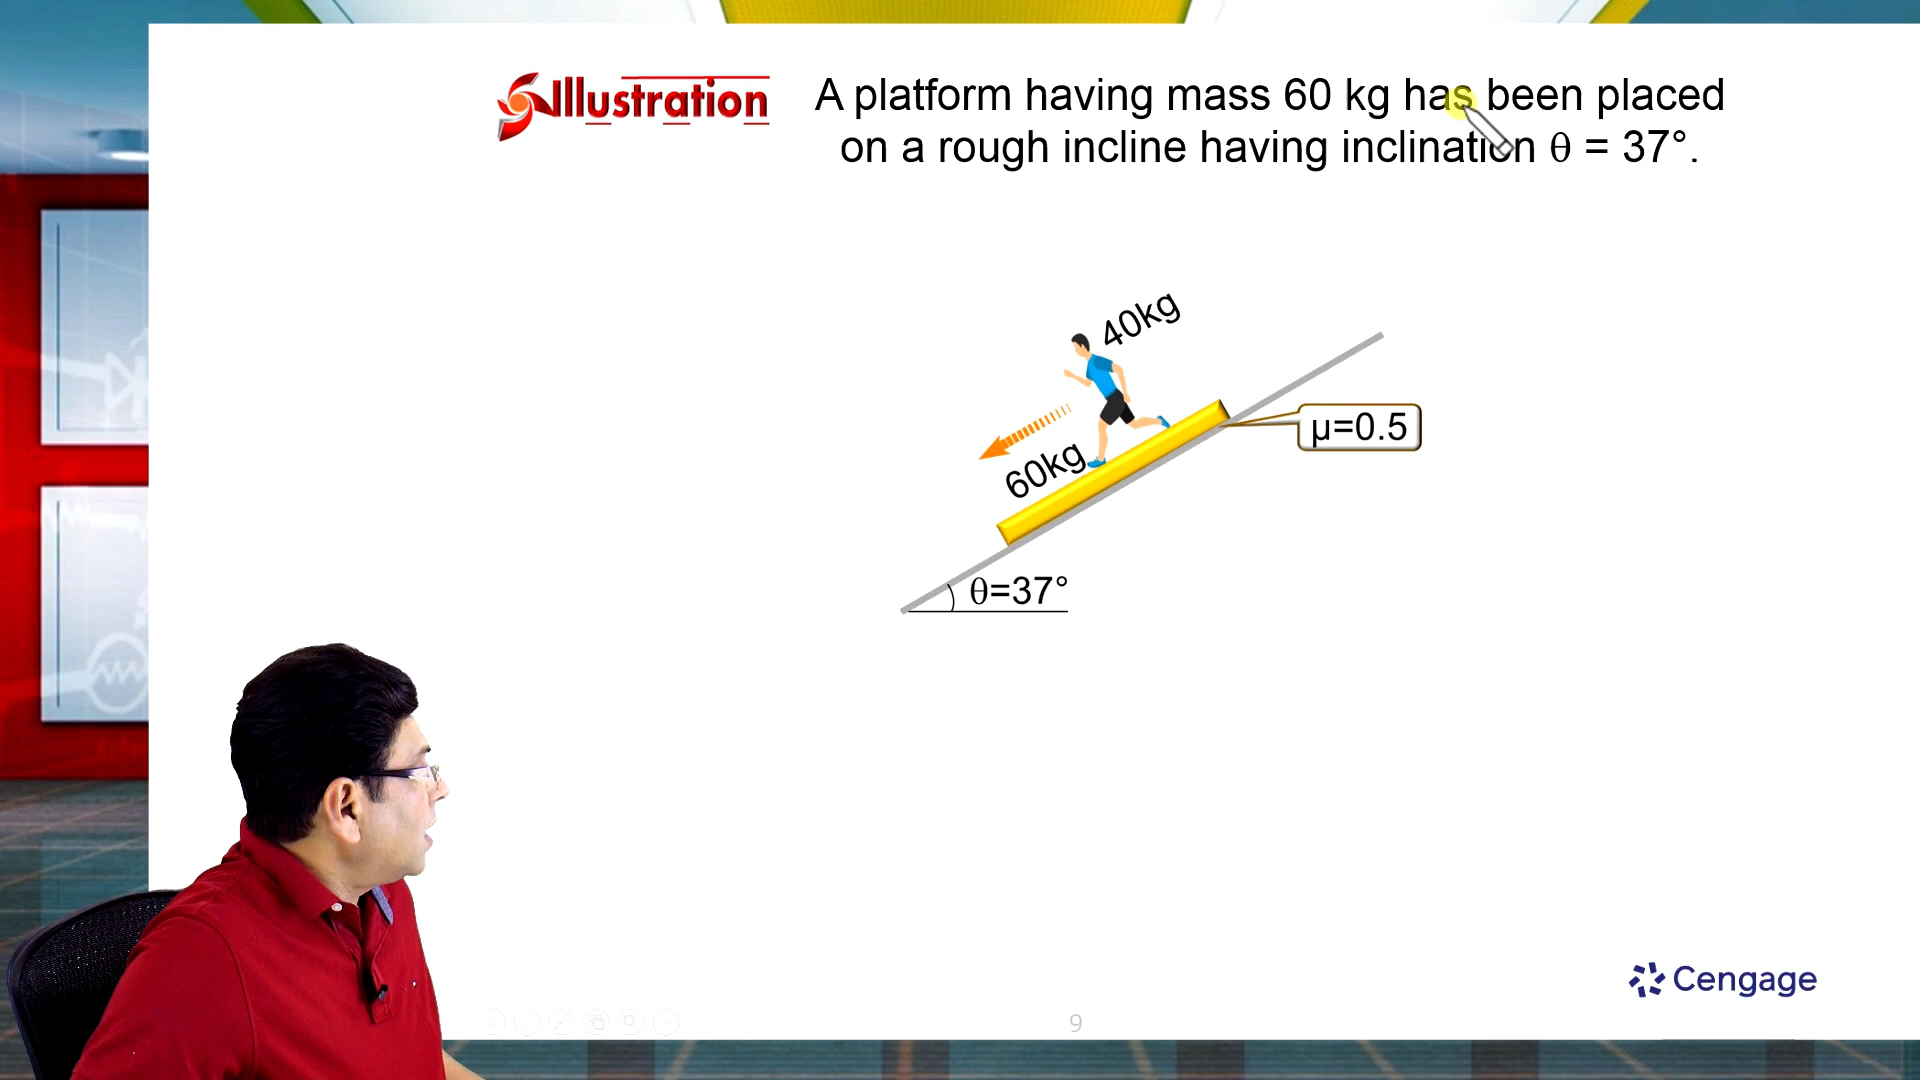 Illustration
A platform having mass 60 kg has been placed
on a rough incline having inclination θ = 37°.
40kg
60kg
μ=0.5
θ=37°
Cengage
9